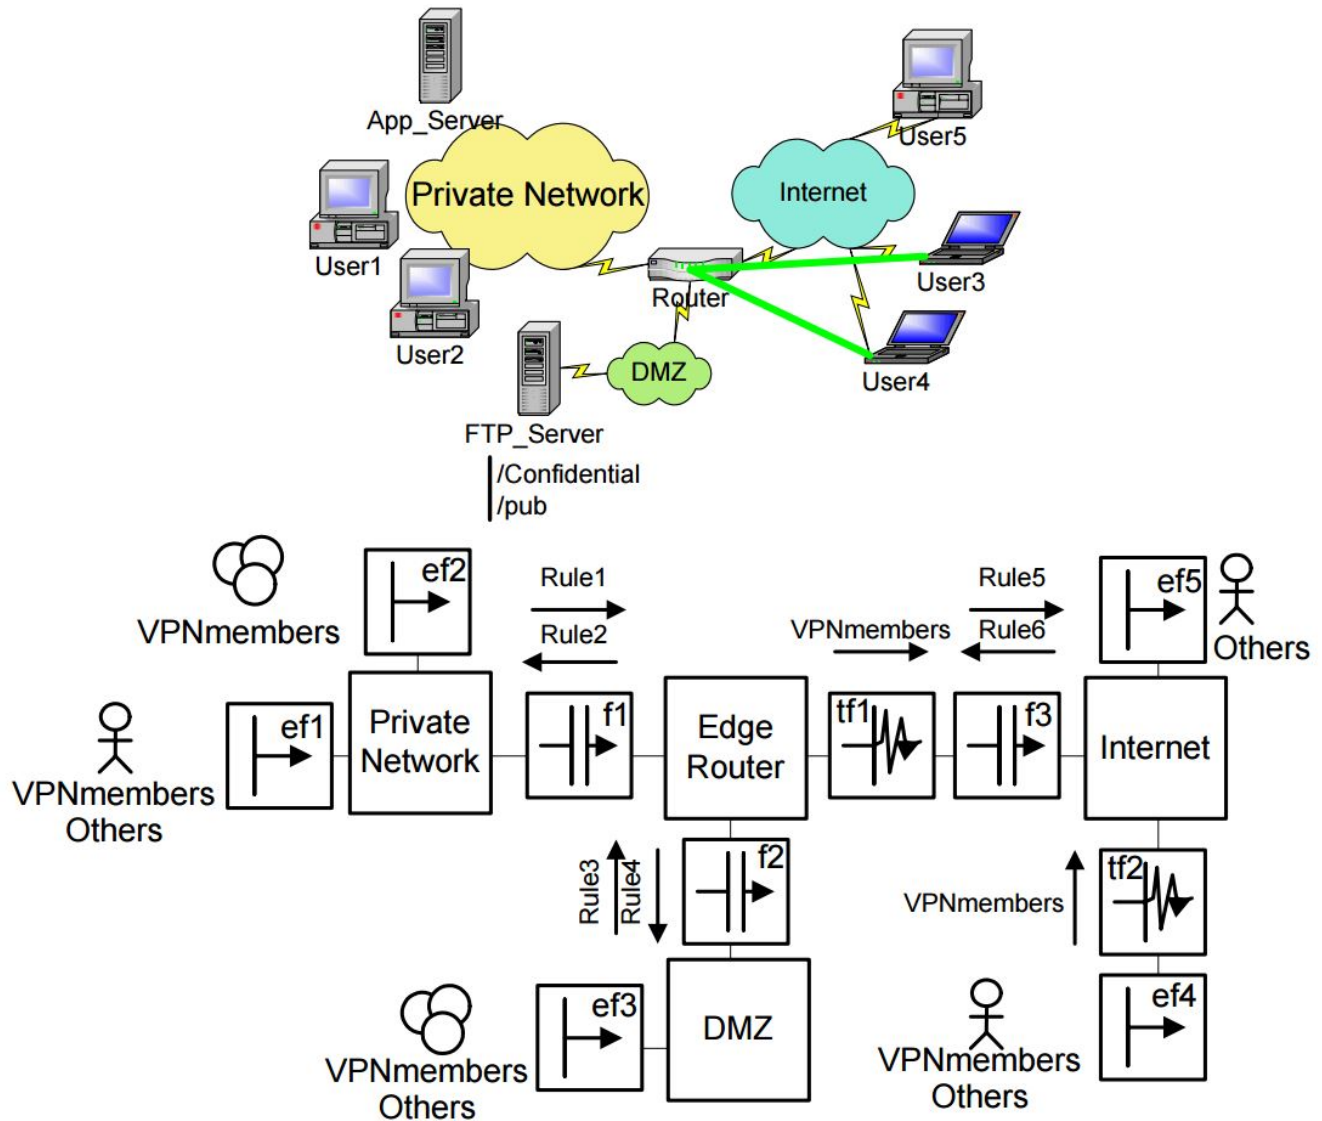 App_Server
User5
Private Network
Internet
User1
User3
Router
User2
DMZ
User4
FTP_Server
/Confidential
/pub
ef2
Rule1
Rule5
ef5
VPNmembers
Rule2
VPNmembers
Rule6
Others
ef1
Private
Network
f1
Edge
Router
tf1
f3
Internet
VPNmembers
Others
Rule3
Rule4
f2
tf2
VPNmembers
ef3
DMZ
ef4
VPNmembers
Others
VPNmembers
Others